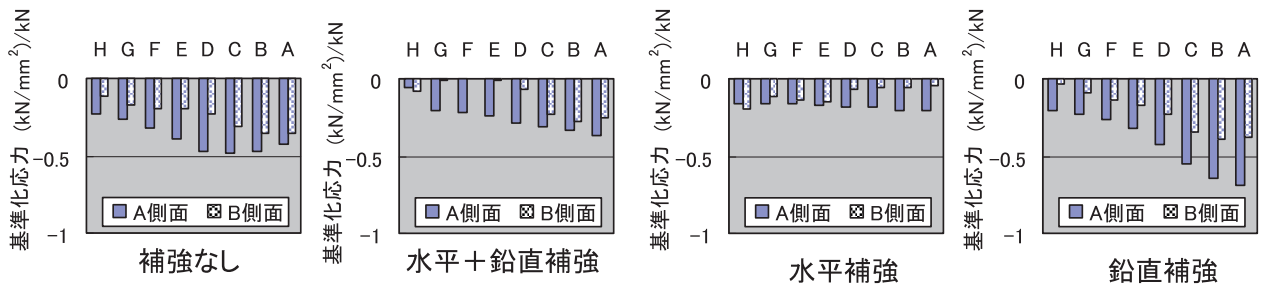 基準化応力 (kN/mm²)/kN
H G F E D C B A
0
−0.5
−1
A側面 B側面
補強なし
基準化応力 (kN/mm²)/kN
H G F E D C B A
0
−0.5
−1
A側面 B側面
水平＋鉛直補強
基準化応力 (kN/mm²)/kN
H G F E D C B A
0
−0.5
−1
A側面 B側面
水平補強
基準化応力 (kN/mm²)/kN
H G F E D C B A
0
−0.5
−1
A側面 B側面
鉛直補強